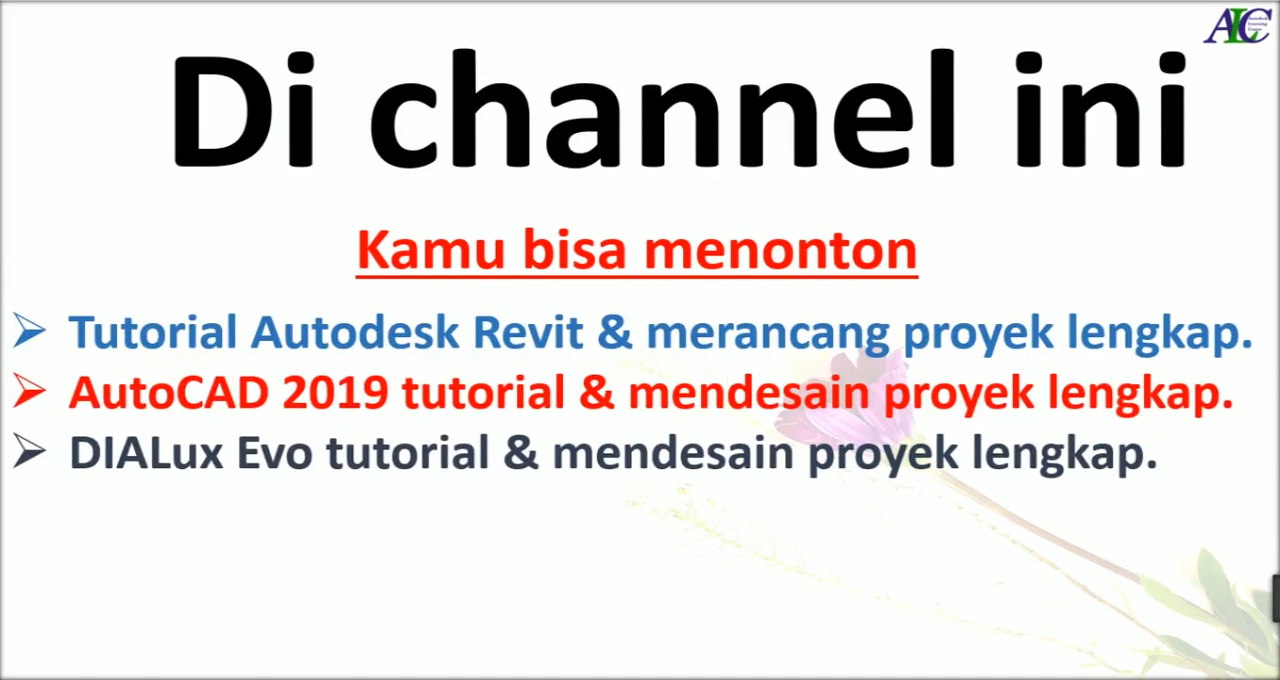 ALC
Di channel ini
Kamu bisa menonton
➢ Tutorial Autodesk Revit & merancang proyek lengkap.
➢ AutoCAD 2019 tutorial & mendesain proyek lengkap.
➢ DIALux Evo tutorial & mendesain proyek lengkap.